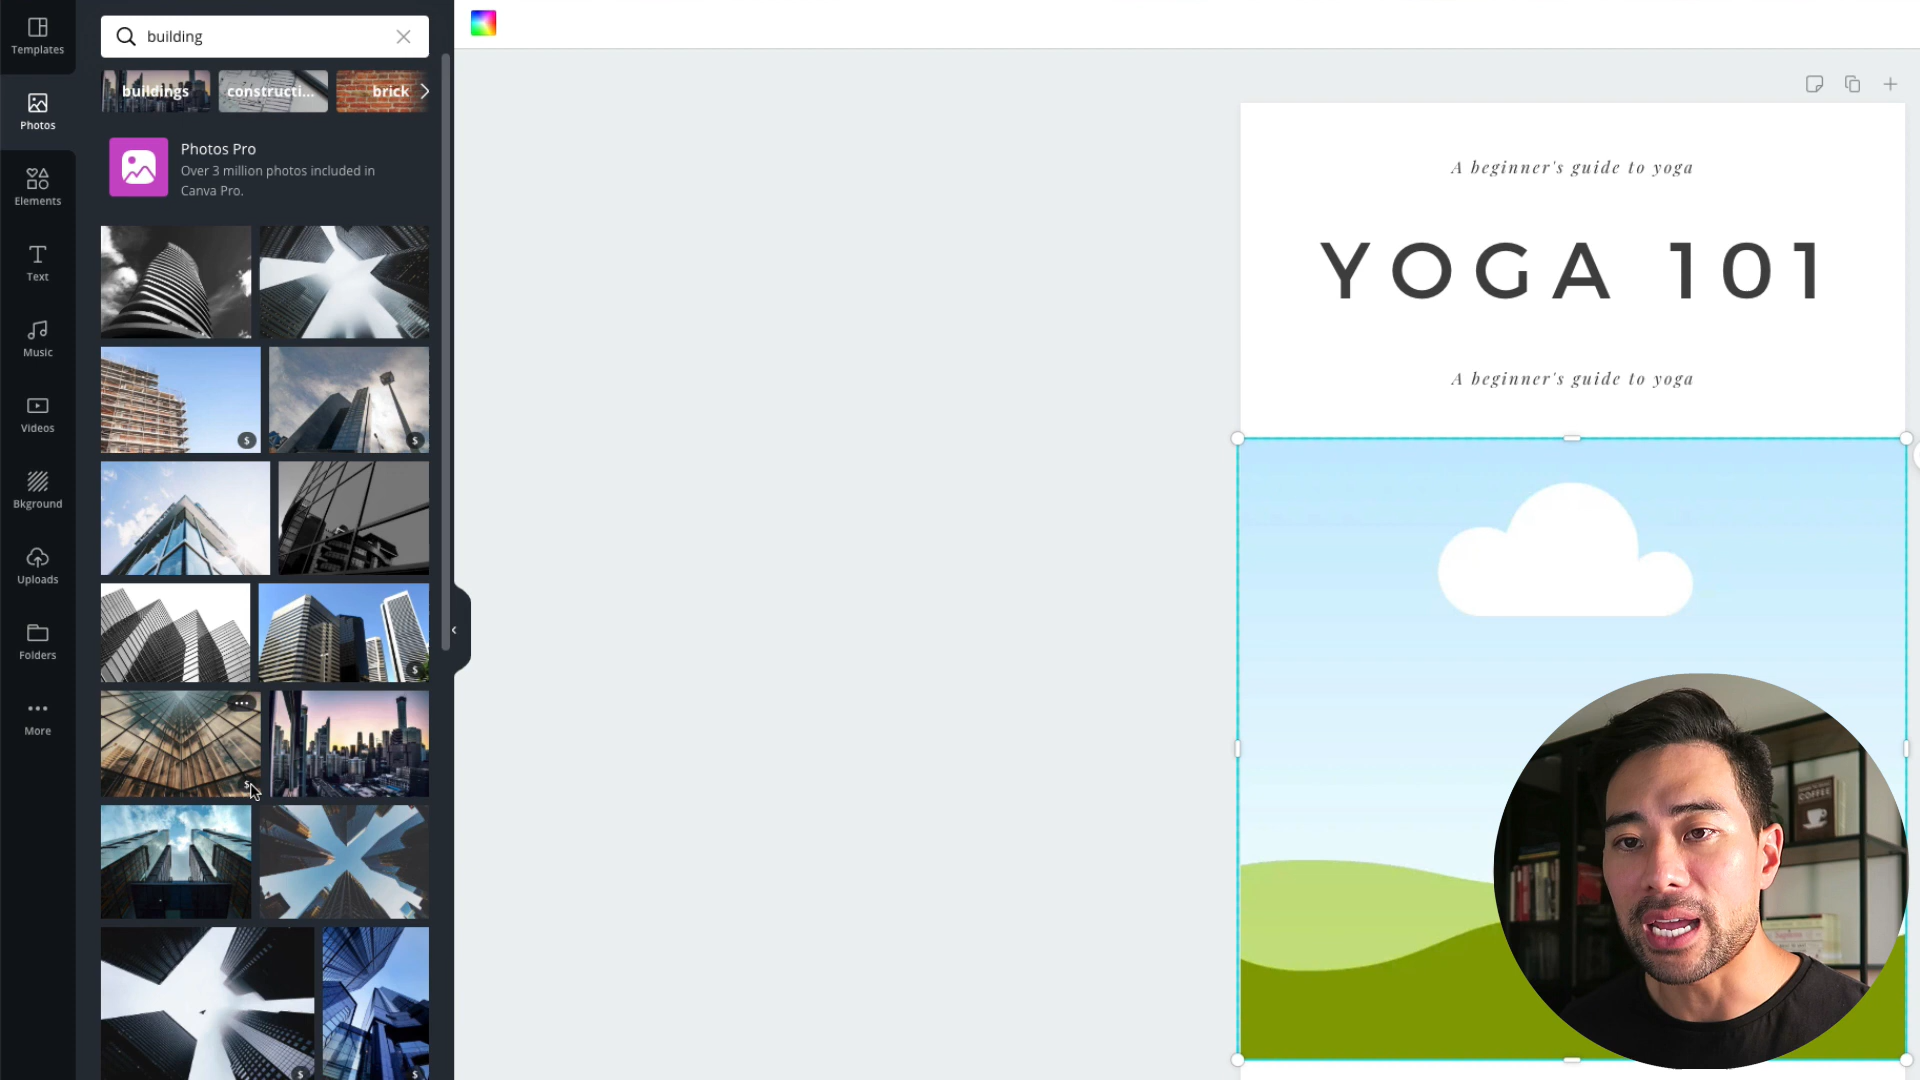 Templates
Photos
Elements
Text
Music
Videos
Bkground
Uploads
Folders
More
building
buildings
constructi...
brick
Photos Pro
Over 3 million photos included in
Canva Pro.
$
$
$
$
$
$
A beginner's guide to yoga
YOGA 101
A beginner's guide to yoga
COFFEE